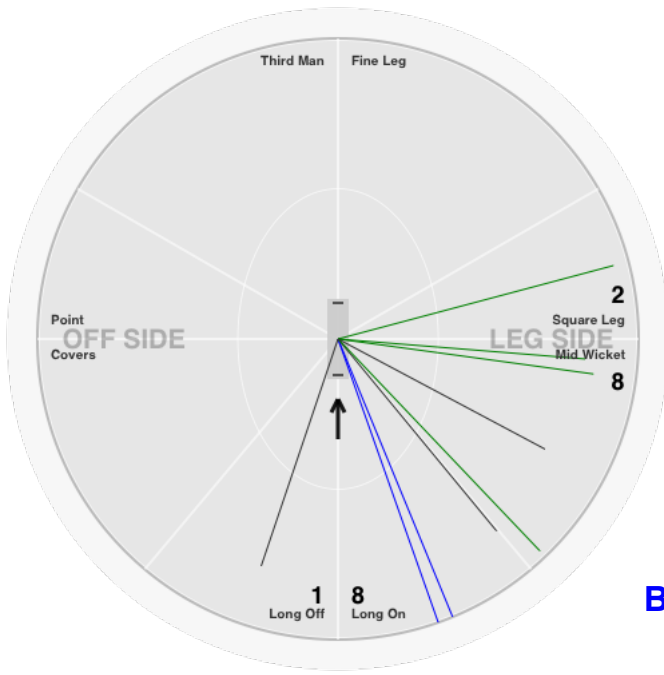 Third Man Fine Leg
2
Point Square Leg
OFF SIDE LEG SIDE
Covers Mid Wicket
8
1 8
Long Off Long On
B